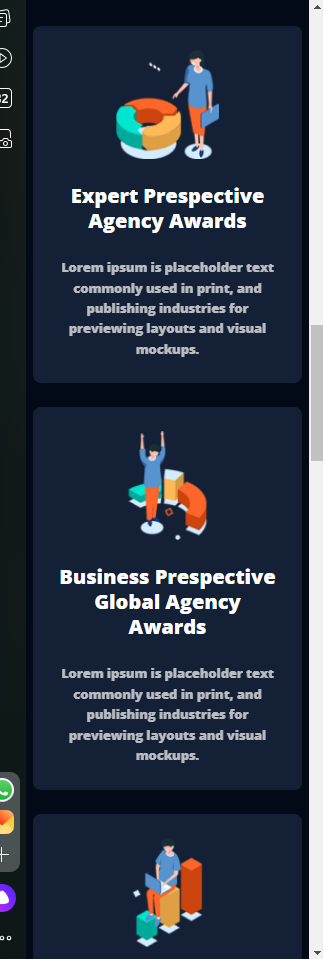 32
Expert Prespective
Agency Awards
Lorem ipsum is placeholder text
commonly used in print, and
publishing industries for
previewing layouts and visual
mockups.
Business Prespective
Global Agency
Awards
Lorem ipsum is placeholder text
commonly used in print, and
publishing industries for
previewing layouts and visual
mockups.